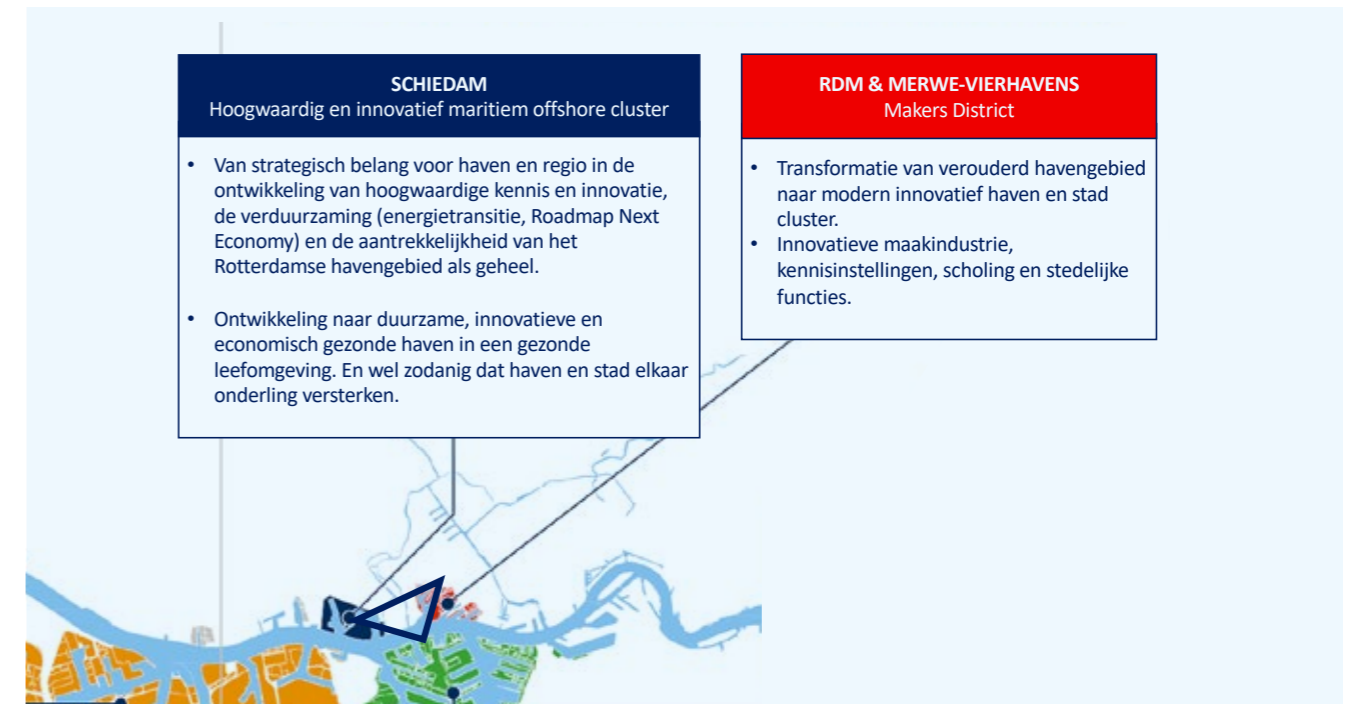 SCHIEDAM
Hoogwaardig en innovatief maritiem offshore cluster
• Van strategisch belang voor haven en regio in de
ontwikkeling van hoogwaardige kennis en innovatie,
de verduurzaming (energietransitie, Roadmap Next
Economy) en de aantrekkelijkheid van het
Rotterdamse havengebied als geheel.
• Ontwikkeling naar duurzame, innovatieve en
economisch gezonde haven in een gezonde
leefomgeving. En wel zodanig dat haven en stad elkaar
onderling versterken.
RDM & MERWE-VIERHAVENS
Makers District
• Transformatie van verouderd havengebied
naar modern innovatief haven en stad
cluster.
• Innovatieve maakindustrie,
kennisinstellingen, scholing en stedelijke
functies.